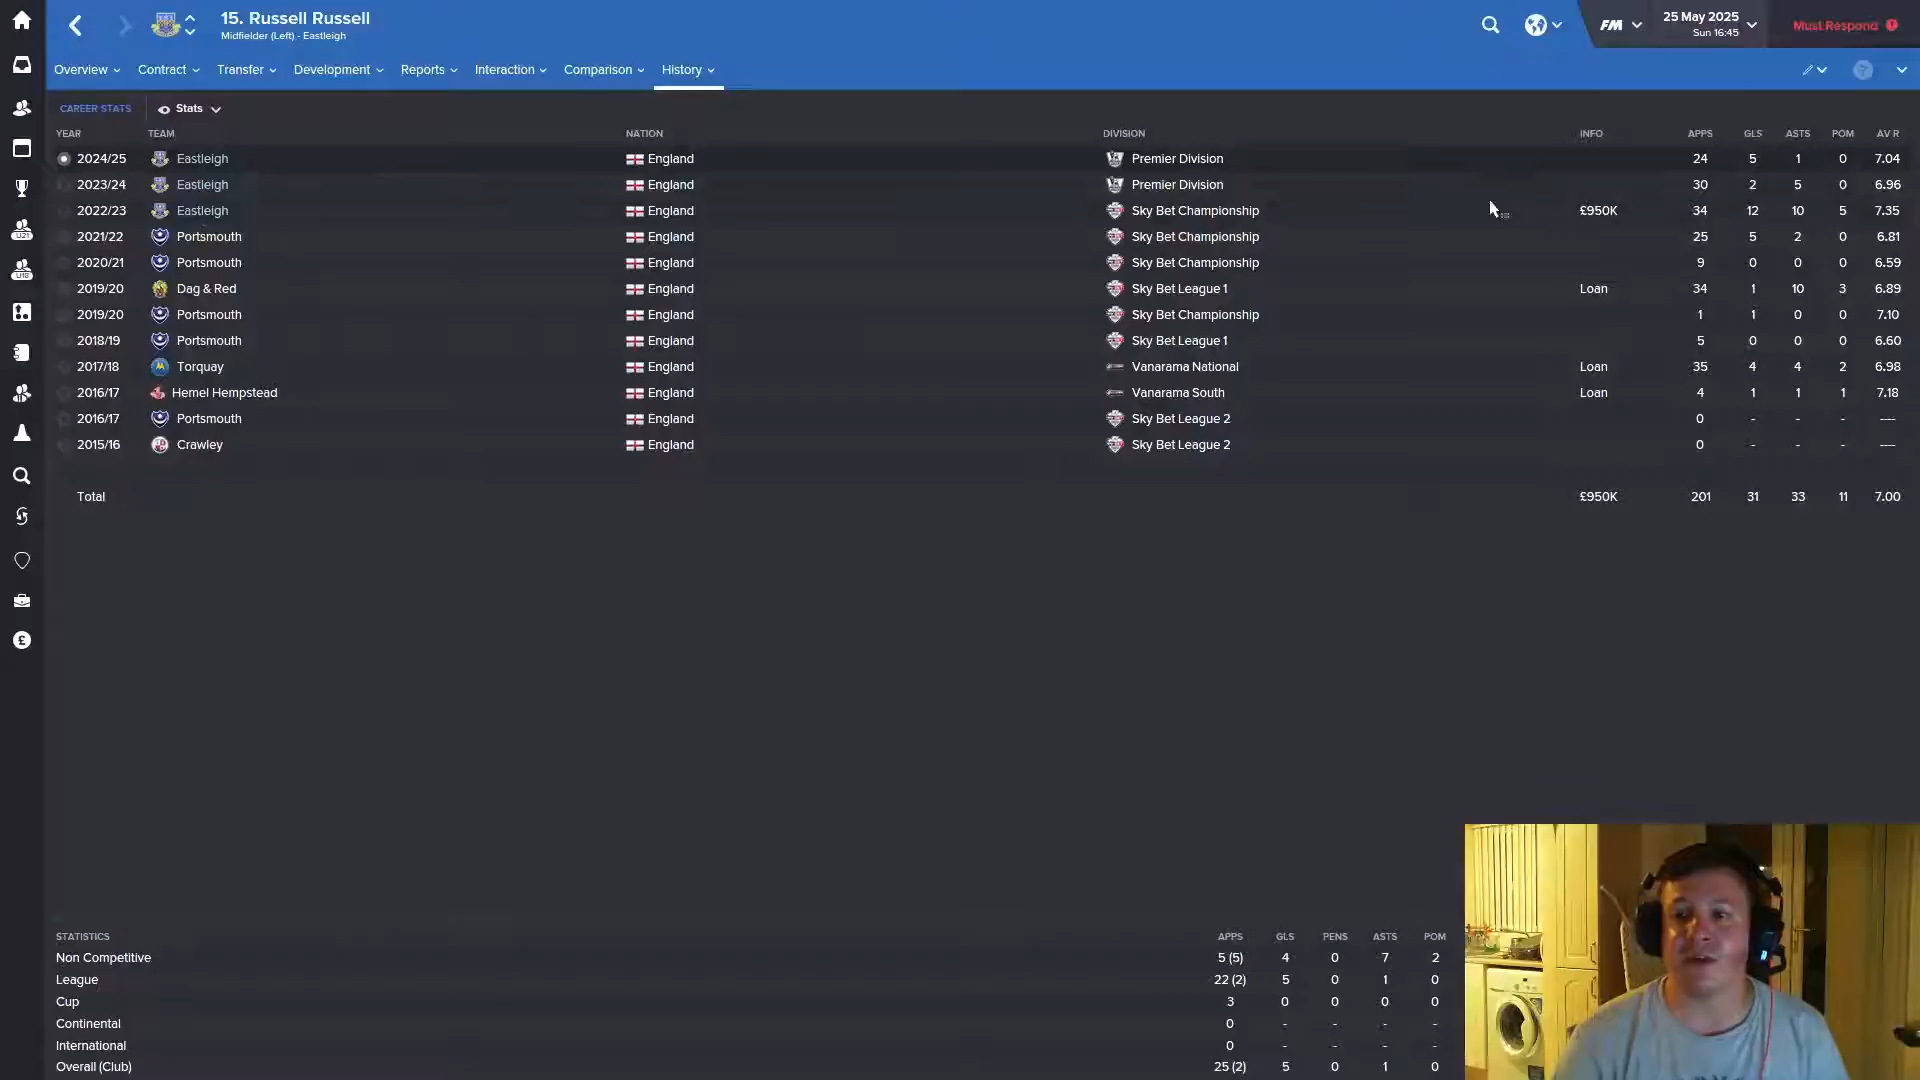 15. Russell Russell
Midfielder (Left) - Eastleigh
FM
25 May 2025
Sun 16:45
Must Respond
Overview Contract Transfer Development Reports Interaction Comparison History
CAREER STATS Stats
YEAR TEAM NATION DIVISION INFO APPS GLS ASTS POM AV R
2024/25 Eastleigh England Premier Division 24 5 1 0 7.04
2023/24 Eastleigh England Premier Division 30 2 5 0 6.96
2022/23 Eastleigh England Sky Bet Championship £950K 34 12 10 5 7.35
2021/22 Portsmouth England Sky Bet Championship 25 5 2 0 6.81
2020/21 Portsmouth England Sky Bet Championship 9 0 0 0 6.59
2019/20 Dag & Red England Sky Bet League 1 Loan 34 1 10 3 6.89
2019/20 Portsmouth England Sky Bet Championship 1 1 0 0 7.10
2018/19 Portsmouth England Sky Bet League 1 5 0 0 0 6.60
2017/18 Torquay England Vanarama National Loan 35 4 4 2 6.98
2016/17 Hemel Hempstead England Vanarama South Loan 4 1 1 1 7.18
2016/17 Portsmouth England Sky Bet League 2 0 - - - ---
2015/16 Crawley England Sky Bet League 2 0 - - - ---
Total £950K 201 31 33 11 7.00
STATISTICS APPS GLS PENS ASTS POM
Non Competitive 5 (5) 4 0 7 2
League 22 (2) 5 0 1 0
Cup 3 0 0 0 0
Continental 0 - - - -
International 0 - - - -
Overall (Club) 25 (2) 5 0 1 0